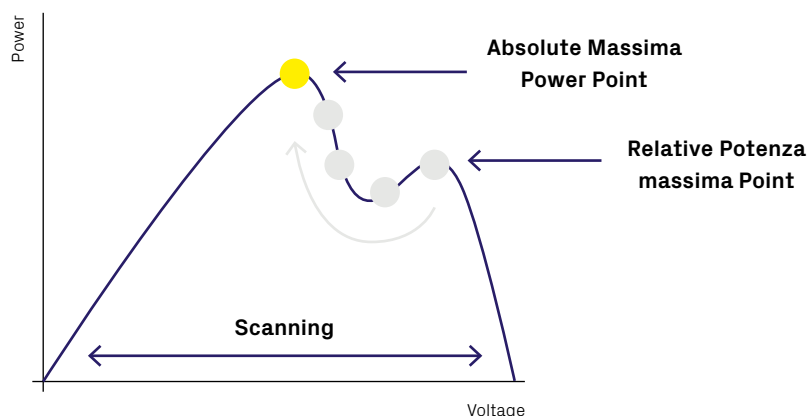 Power
Absolute Massima
Power Point
Relative Potenza
massima Point
Scanning
Voltage